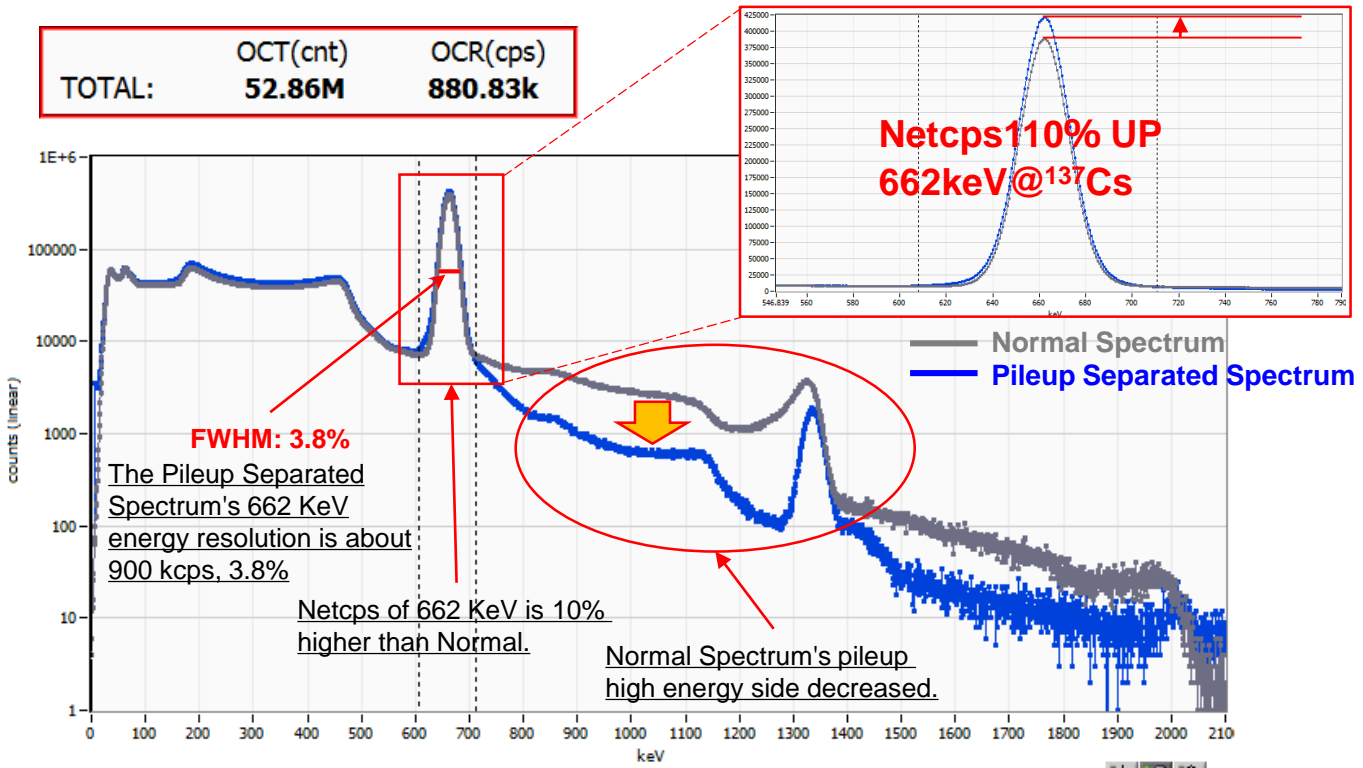 OCT(cnt) OCR(cps)
TOTAL: 52.86M 880.83k
425000
400000
375000
350000
325000
300000
275000
250000
225000
200000
175000
150000
125000
100000
75000
50000
25000
0
546.839 560 580 600 620 640 660 680 700 720 740 760 780 790
keV
Netcps110% UP
662keV@¹³⁷Cs
Normal Spectrum
Pileup Separated Spectrum
1E+6
100000
10000
1000
100
10
1
counts (linear)
FWHM: 3.8%
The Pileup Separated
Spectrum's 662 KeV
energy resolution is about
900 kcps, 3.8%
Netcps of 662 KeV is 10%
higher than Normal.
Normal Spectrum's pileup
high energy side decreased.
0 100 200 300 400 500 600 700 800 900 1000 1100 1200 1300 1400 1500 1600 1700 1800 1900 2000 2100
keV